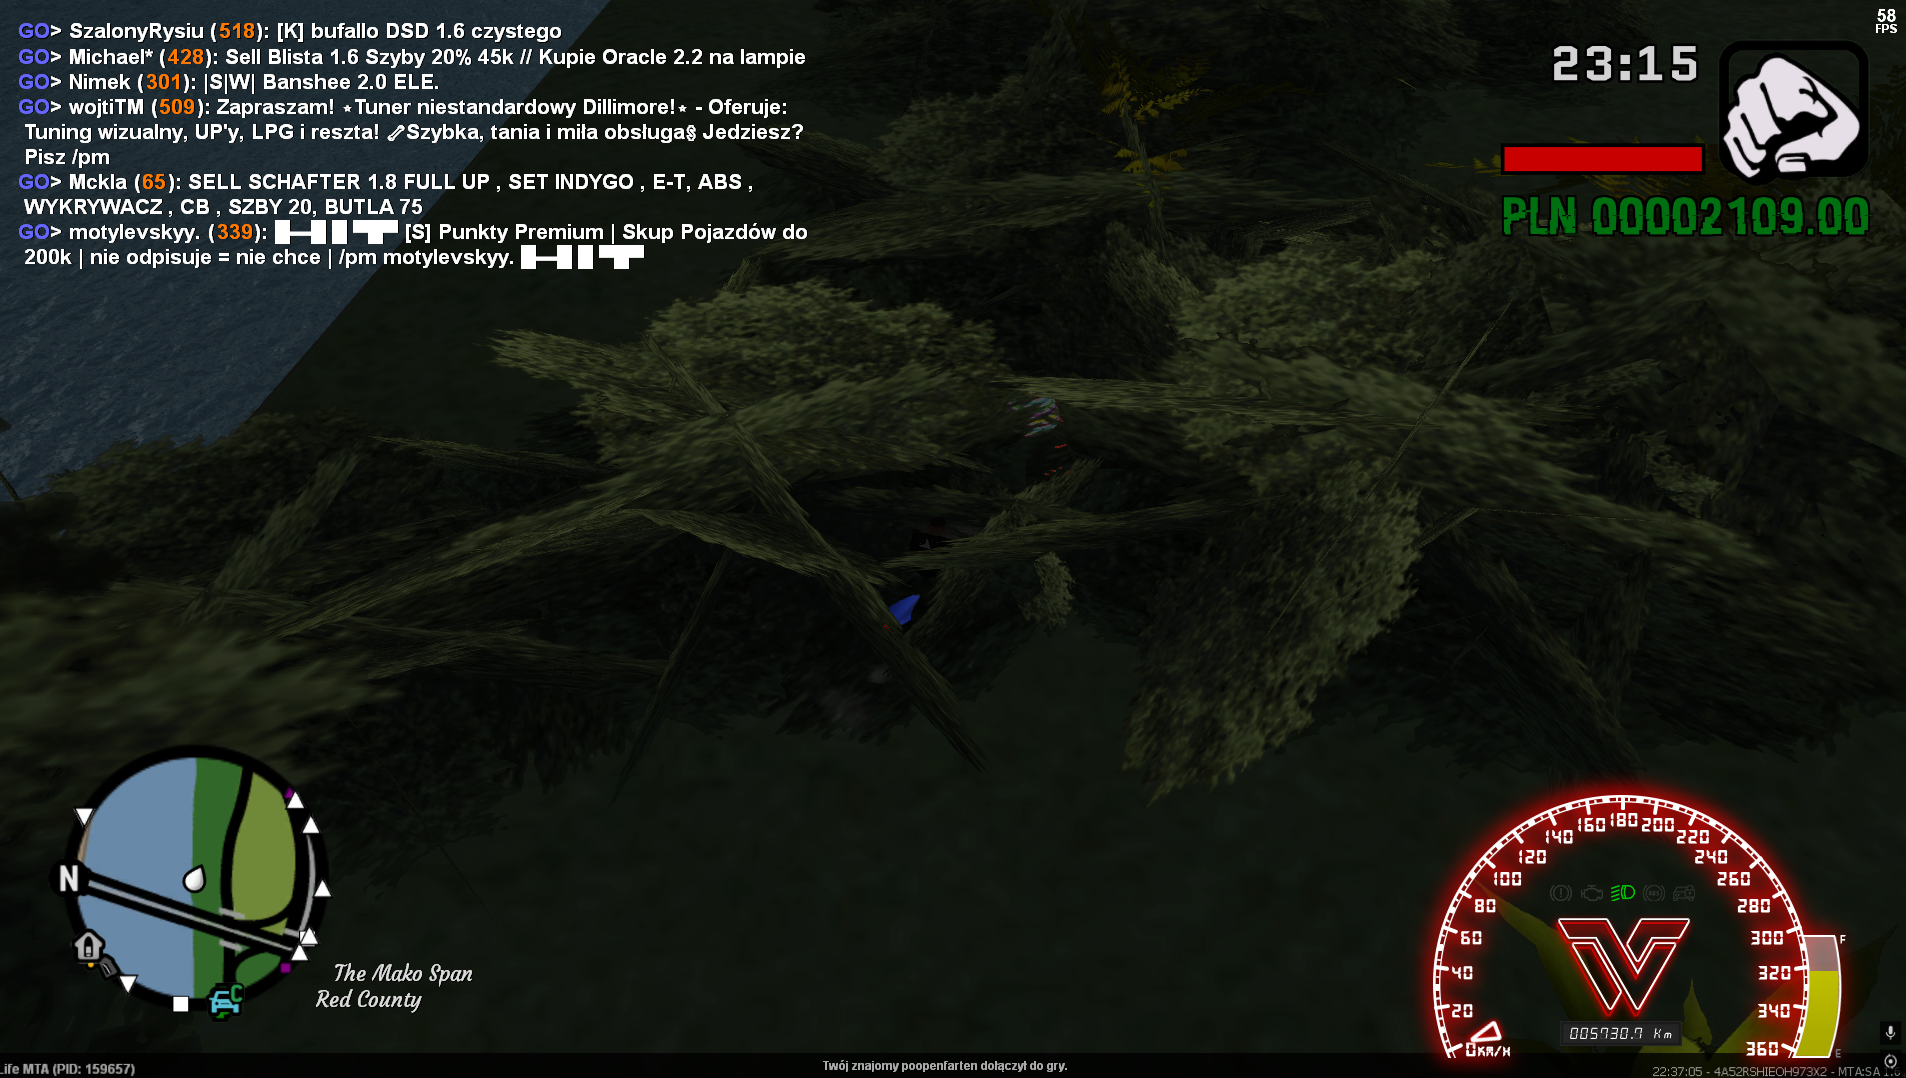 GO> SzalonyRysiu (518): [K] bufallo DSD 1.6 czystego
GO> Michael* (428): Sell Blista 1.6 Szyby 20% 45k // Kupie Oracle 2.2 na lampie
GO> Nimek (301): |S|W| Banshee 2.0 ELE.
GO> wojtiTM (509): Zapraszam! ⋆Tuner niestandardowy Dillimore!⋆ - Oferuje:
Tuning wizualny, UP'y, LPG i reszta! Szybka, tania i miła obsługa§ Jedziesz?
Pisz /pm
GO> Mckla (65): SELL SCHAFTER 1.8 FULL UP , SET INDYGO , E-T, ABS ,
WYKRYWACZ , CB , SZBY 20, BUTLA 75
GO> motylevskyy. (339): [S] Punkty Premium | Skup Pojazdów do
200k | nie odpisuje = nie chce | /pm motylevskyy.
58
FPS
23:15
PLN 00002109.00
N
C
The Mako Span
Red County
0KM/H
20
40
60
80
100
120
140
160
180
200
220
240
260
280
300
320
340
360
ABS
F
E
005730.7 Km
Life MTA (PID: 159657)
Twój znajomy poopenfarten dołączył do gry.
22:37:05 - 4A52RSHIEOH973X2 - MTA:SA 1.6